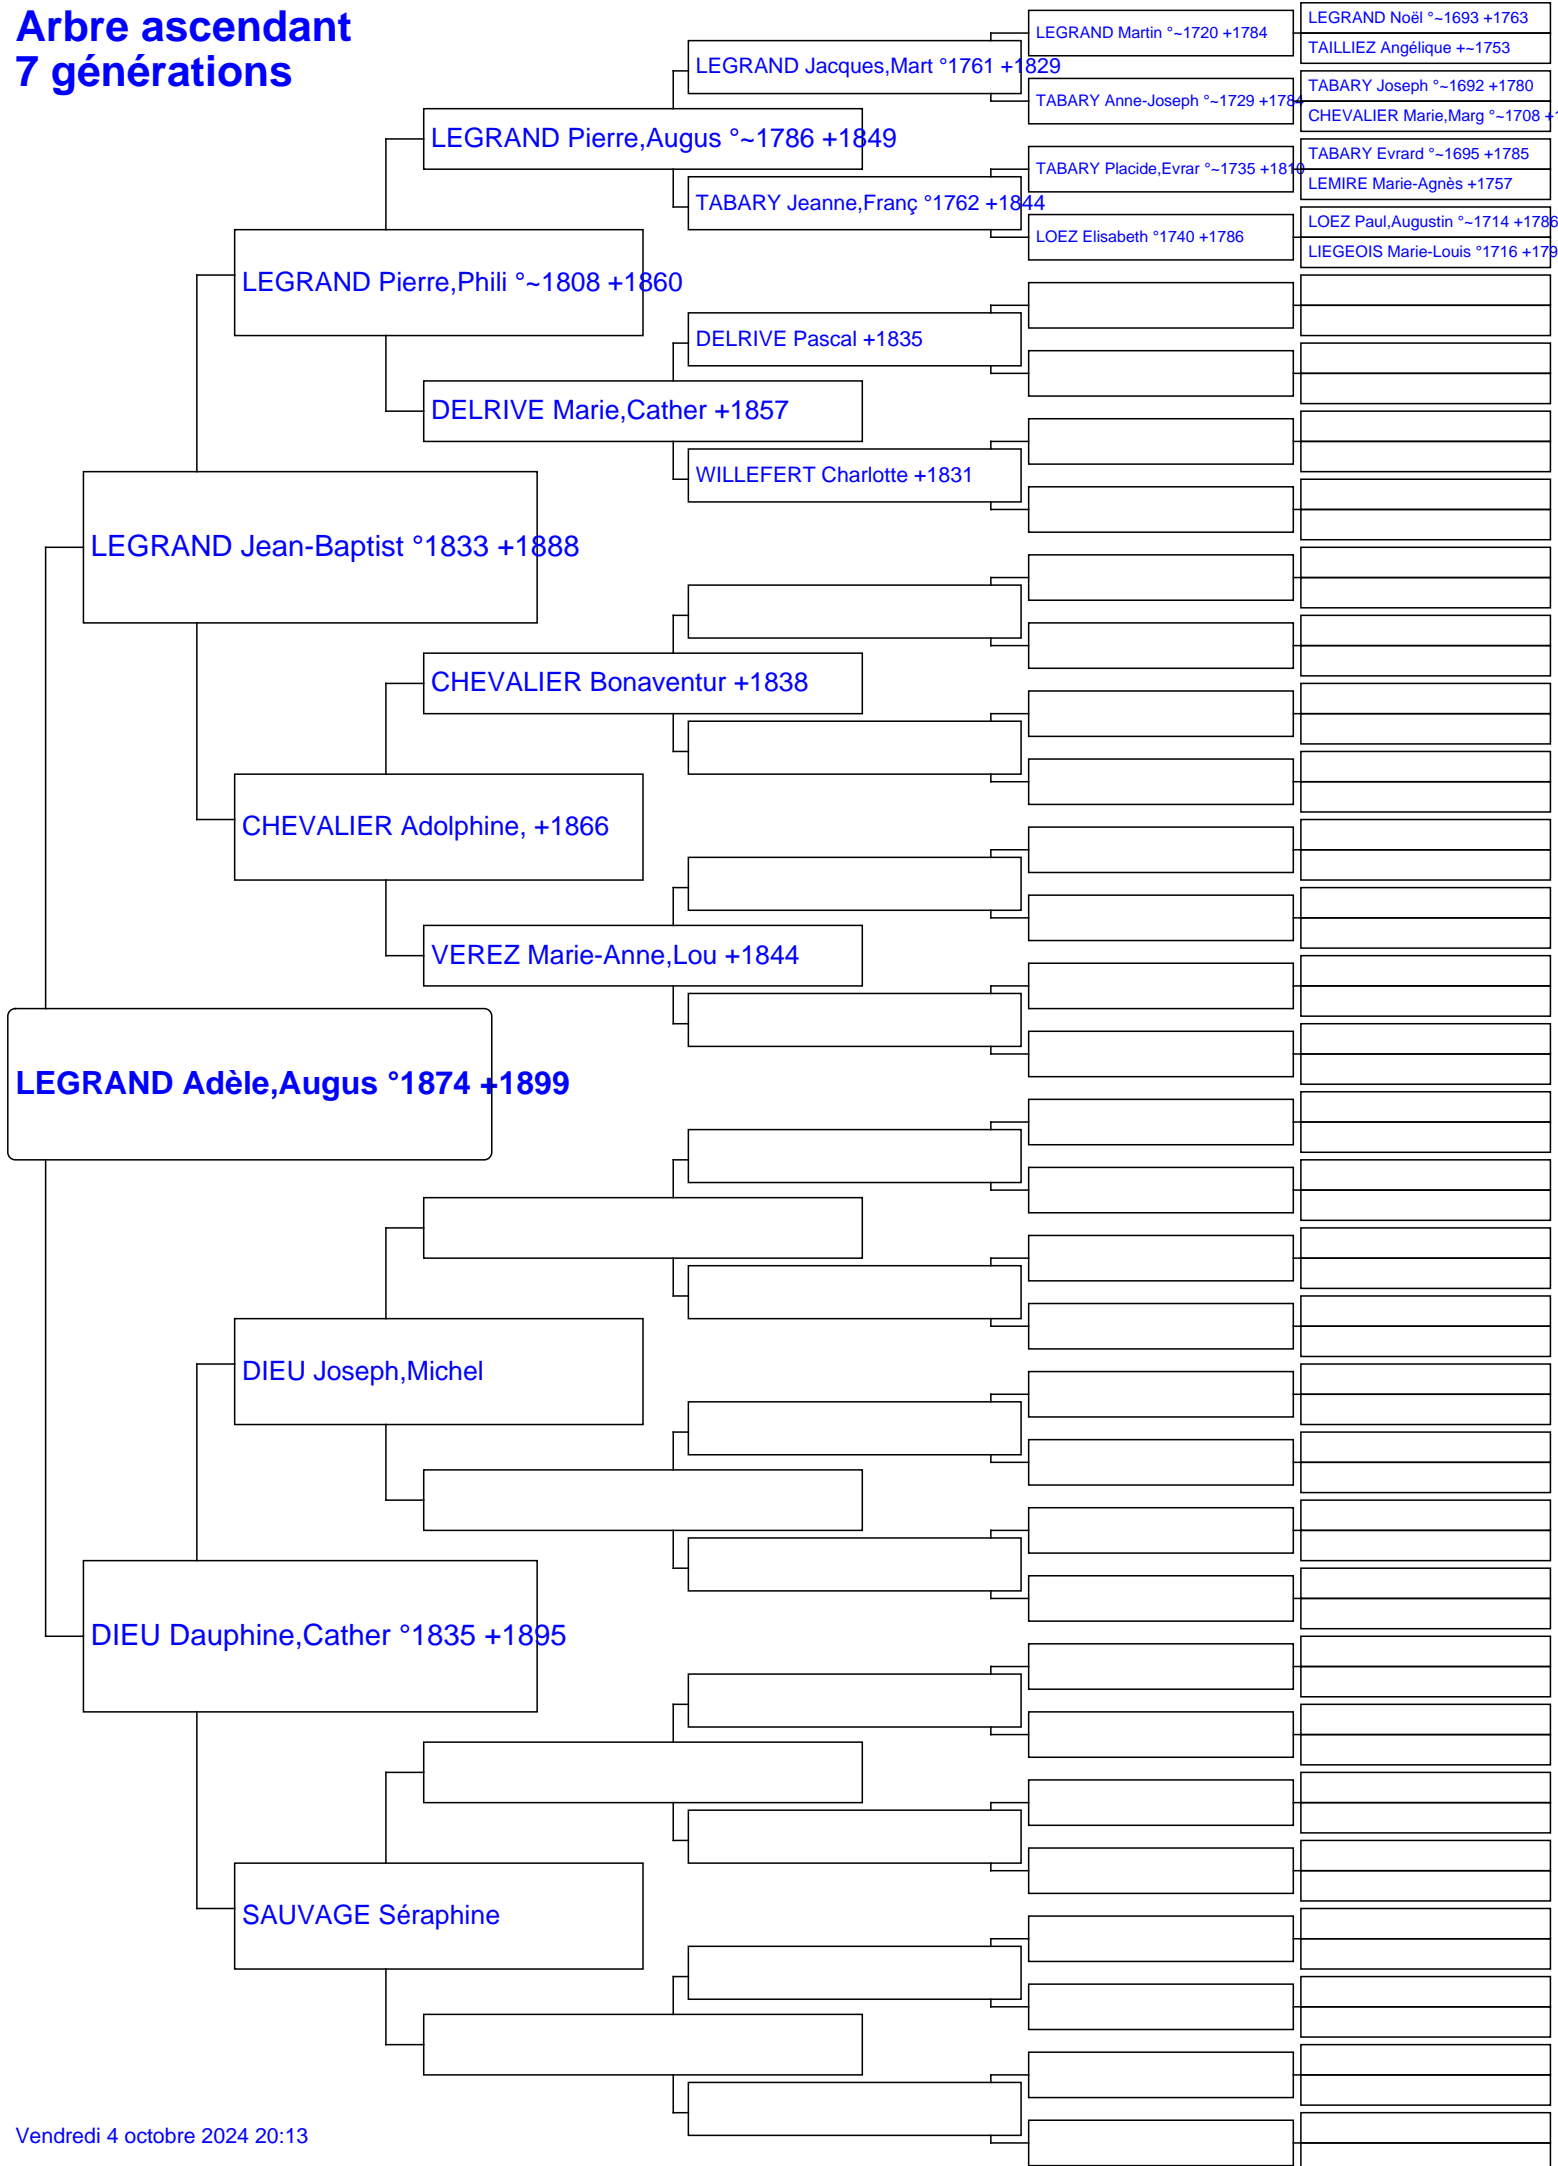 Arbre ascendant
7 générations
LEGRAND Martin °~1720 +1784
LEGRAND Noël °~1693 +1763
TAILLIEZ Angélique +~1753
LEGRAND Jacques,Mart °1761 +1829
TABARY Anne-Joseph °~1729 +1784
TABARY Joseph °~1692 +1780
CHEVALIER Marie,Marg °~1708
LEGRAND Pierre,Augus °~1786 +1849
TABARY Placide,Evrar °~1735 +1810
TABARY Evrard °~1695 +1785
LEMIRE Marie-Agnès +1757
TABARY Jeanne,Franç °1762 +1844
LOEZ Elisabeth °1740 +1786
LOEZ Paul,Augustin °~1714 +1786
LIEGEOIS Marie-Louis °1716 +179
LEGRAND Pierre,Phili °~1808 +1860
DELRIVE Pascal +1835
DELRIVE Marie,Cather +1857
WILLEFERT Charlotte +1831
LEGRAND Jean-Baptist °1833 +1888
CHEVALIER Bonaventur +1838
CHEVALIER Adolphine, +1866
VEREZ Marie-Anne,Lou +1844
LEGRAND Adèle,Augus °1874 +1899
DIEU Joseph,Michel
DIEU Dauphine,Cather °1835 +1895
SAUVAGE Séraphine
Vendredi 4 octobre 2024 20:13